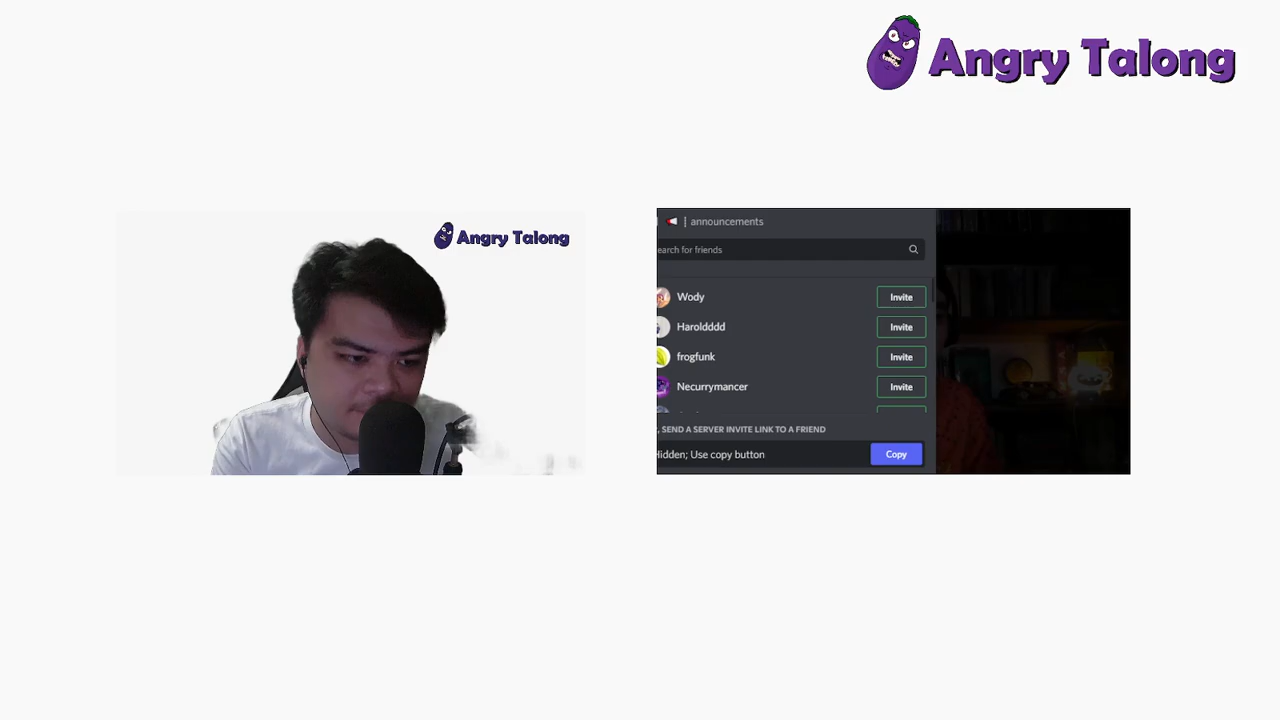 Angry Talong
Angry Talong
announcements
earch for friends
Wody
Invite
Haroldddd
Invite
frogfunk
Invite
Necurrymancer
Invite
, SEND A SERVER INVITE LINK TO A FRIEND
Hidden; Use copy button
Copy